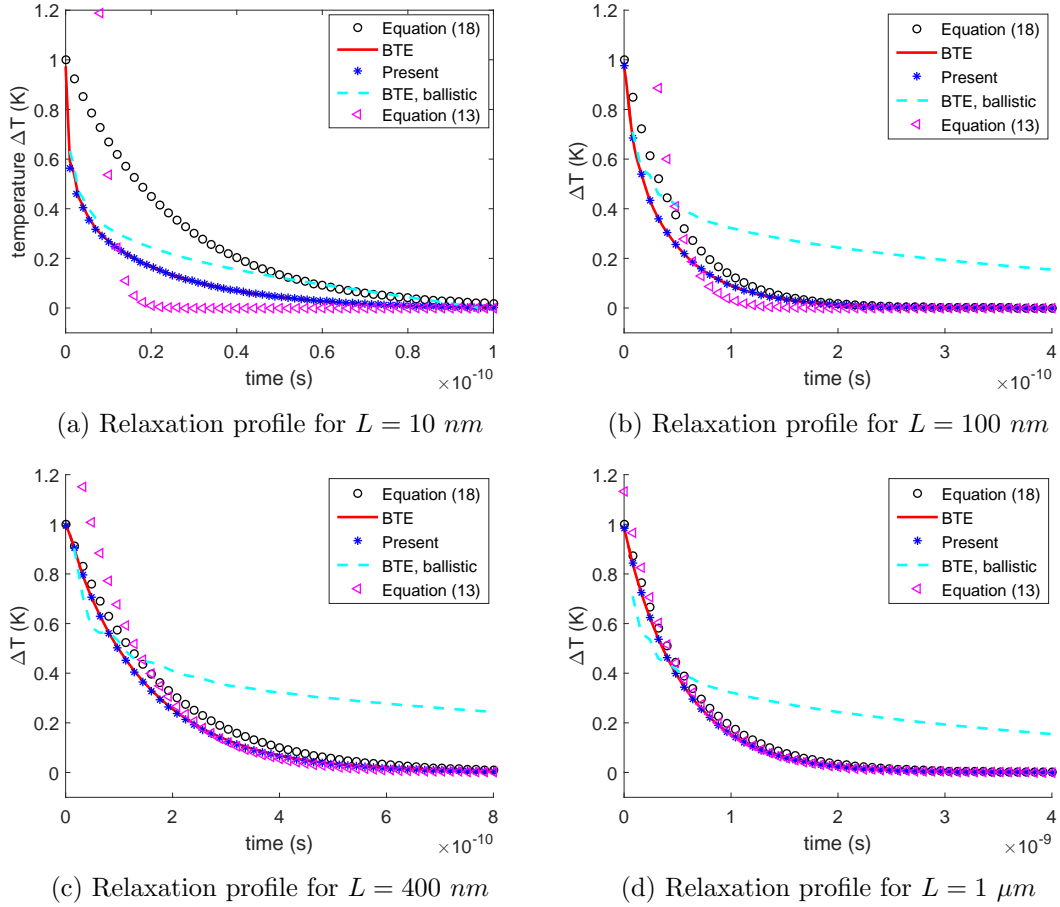 1.2
1
0.8
0.6
0.4
0.2
0
temperature ΔT (K)
Equation (18)
BTE
Present
BTE, ballistic
Equation (13)
0 0.2 0.4 0.6 0.8 1
time (s)
×10⁻¹⁰
(a) Relaxation profile for L = 10 nm
1.2
1
0.8
0.6
0.4
0.2
0
ΔT (K)
Equation (18)
BTE
Present
BTE, ballistic
Equation (13)
0 1 2 3 4
time (s)
×10⁻¹⁰
(b) Relaxation profile for L = 100 nm
1.2
1
0.8
0.6
0.4
0.2
0
ΔT (K)
Equation (18)
BTE
Present
BTE, ballistic
Equation (13)
0 2 4 6 8
time (s)
×10⁻¹⁰
(c) Relaxation profile for L = 400 nm
1.2
1
0.8
0.6
0.4
0.2
0
ΔT (K)
Equation (18)
BTE
Present
BTE, ballistic
Equation (13)
0 1 2 3 4
time (s)
×10⁻⁹
(d) Relaxation profile for L = 1 μm